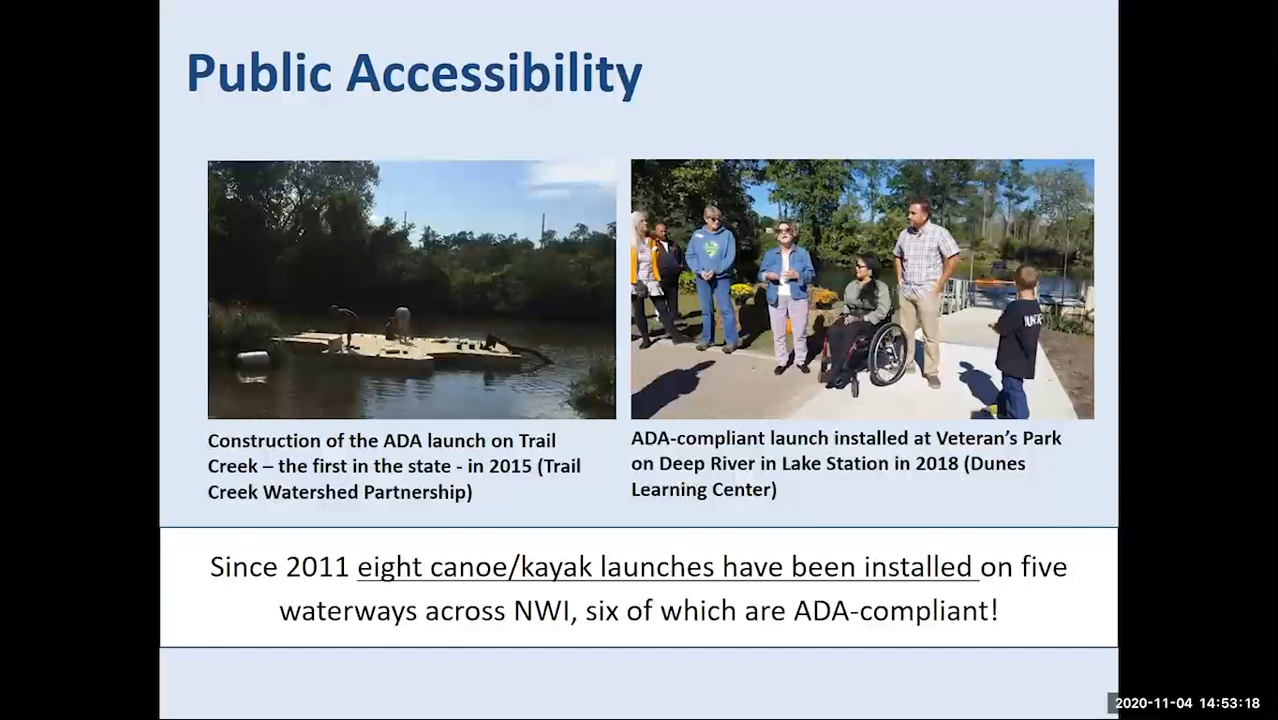 Public Accessibility
Construction of the ADA launch on Trail
Creek – the first in the state - in 2015 (Trail
Creek Watershed Partnership)
ADA-compliant launch installed at Veteran's Park
on Deep River in Lake Station in 2018 (Dunes
Learning Center)
Since 2011 eight canoe/kayak launches have been installed on five
waterways across NWI, six of which are ADA-compliant!
2020-11-04 14:53:18